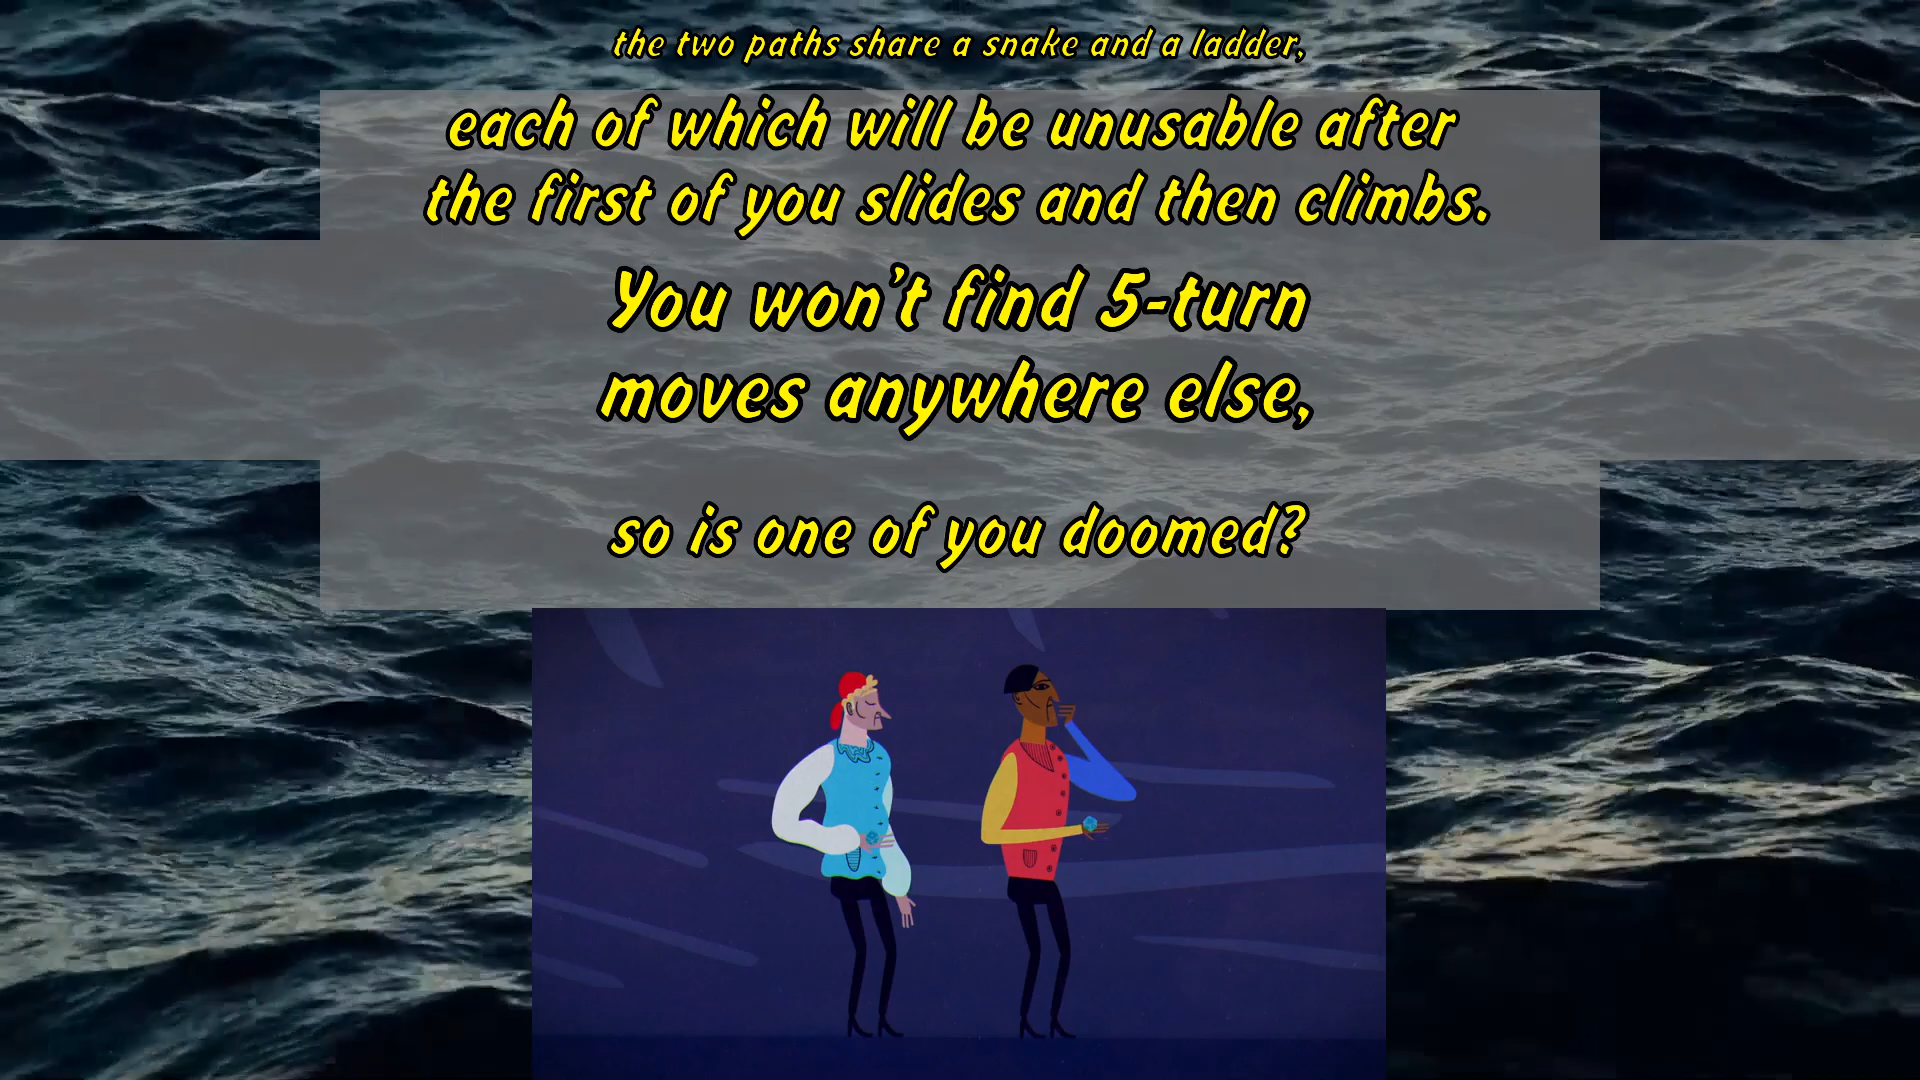 the two paths share a snake and a ladder,
each of which will be unusable after
the first of you slides and then climbs.
You won't find 5-turn
moves anywhere else,
so is one of you doomed?